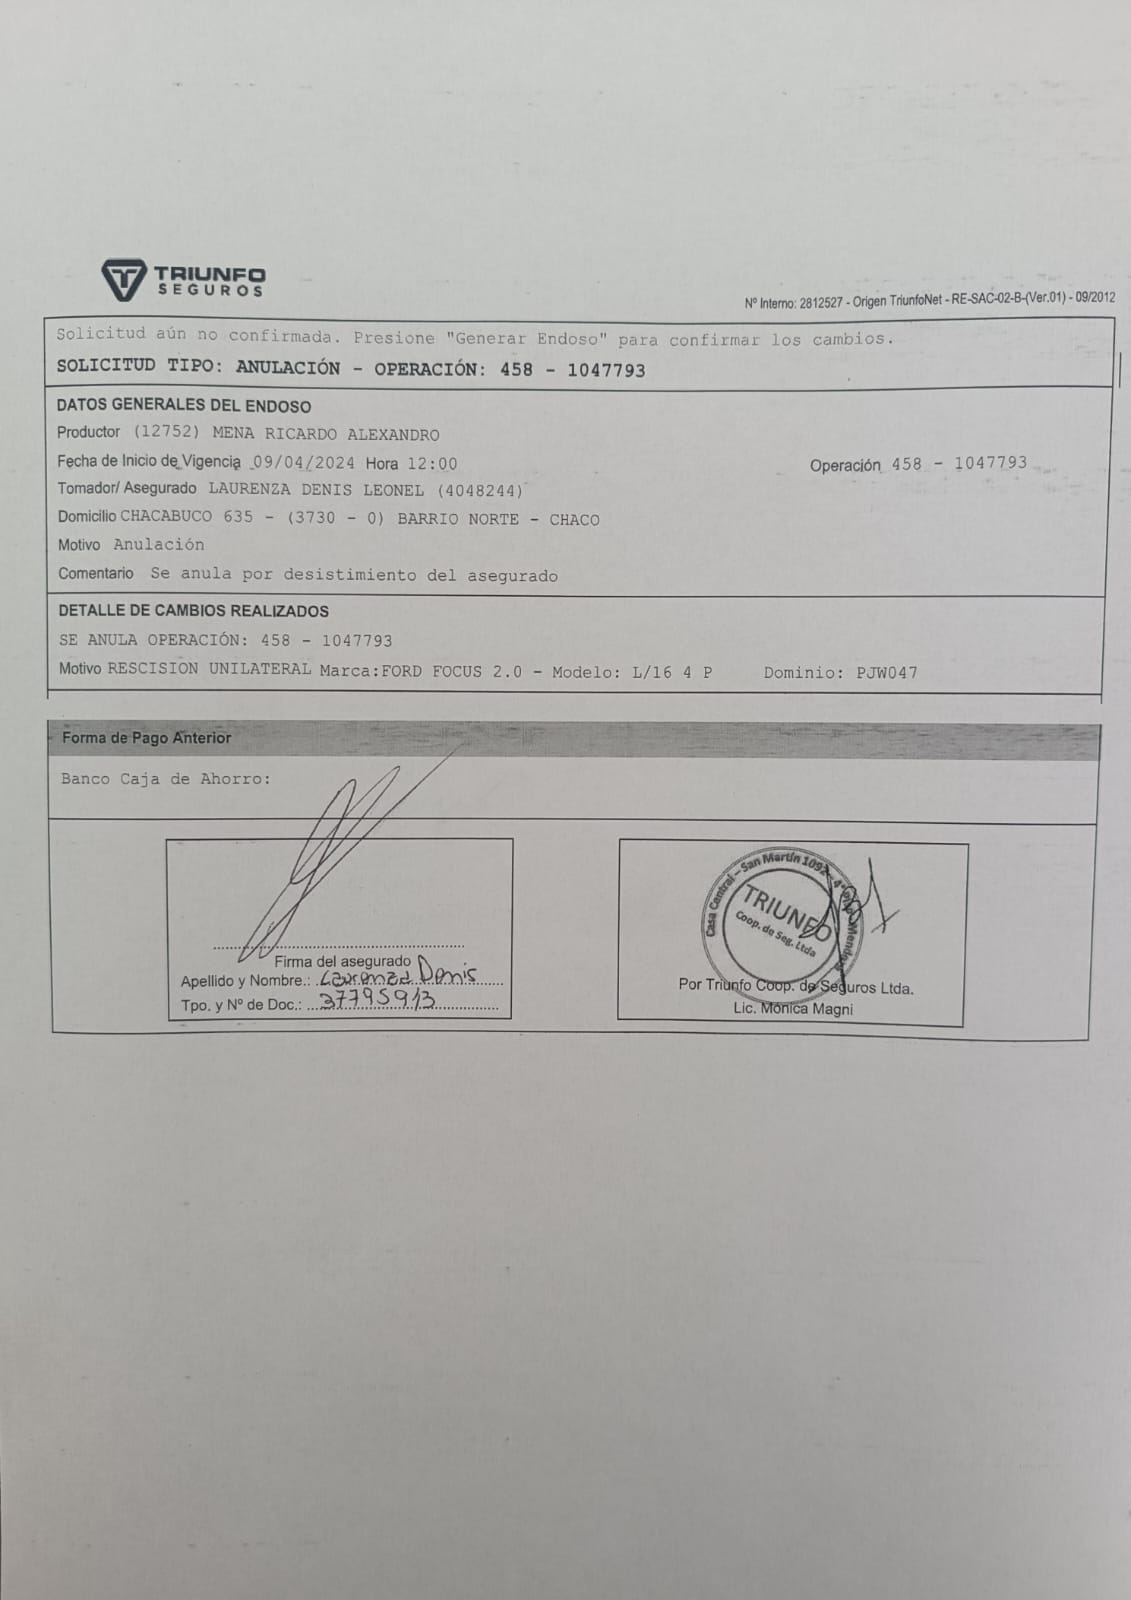 TRIUNFO
SEGUROS
Nº Interno: 2812527 - Origen TriunfoNet - RE-SAC-02-B-(Ver.01) - 09/2012
Solicitud aún no confirmada. Presione "Generar Endoso" para confirmar los cambios.
SOLICITUD TIPO: ANULACIÓN - OPERACIÓN: 458 - 1047793
DATOS GENERALES DEL ENDOSO
Productor (12752) MENA RICARDO ALEXANDRO
Fecha de Inicio de Vigencia 09/04/2024 Hora 12:00 Operación 458 - 1047793
Tomador/ Asegurado LAURENZA DENIS LEONEL (4048244)
Domicilio CHACABUCO 635 - (3730 - 0) BARRIO NORTE - CHACO
Motivo Anulación
Comentario Se anula por desistimiento del asegurado
DETALLE DE CAMBIOS REALIZADOS
SE ANULA OPERACIÓN: 458 - 1047793
Motivo RESCISION UNILATERAL Marca:FORD FOCUS 2.0 - Modelo: L/16 4 P Dominio: PJW047
Forma de Pago Anterior
Banco Caja de Ahorro:
Firma del asegurado
Apellido y Nombre.: Laurenza Denis
Tpo. y Nº de Doc.: 37795913
Casa Central - San Martín 1092 - 4º Piso
TRIUNFO
Coop. de Seg. Ltda
Por Triunfo Coop. de Seguros Ltda.
Lic. Mónica Magni